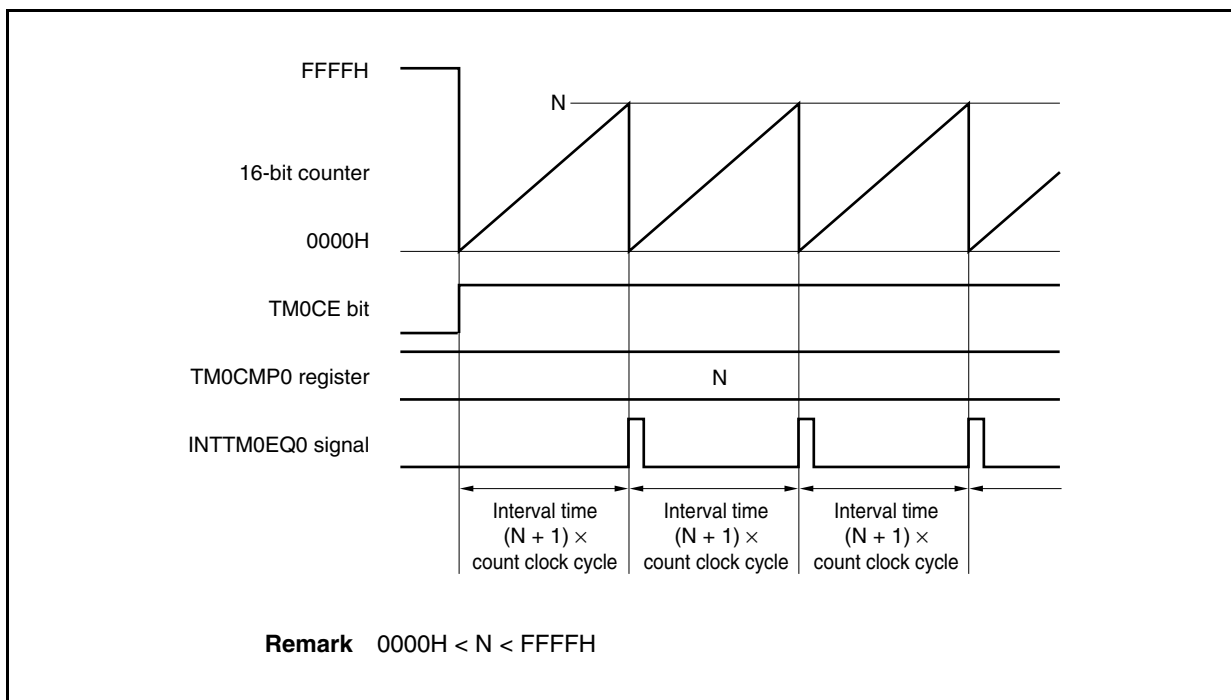 FFFFH
N
16-bit counter
0000H
TM0CE bit
TM0CMP0 register
N
INTTM0EQ0 signal
Interval time
(N + 1) ×
count clock cycle
Interval time
(N + 1) ×
count clock cycle
Interval time
(N + 1) ×
count clock cycle
Remark 0000H < N < FFFFH